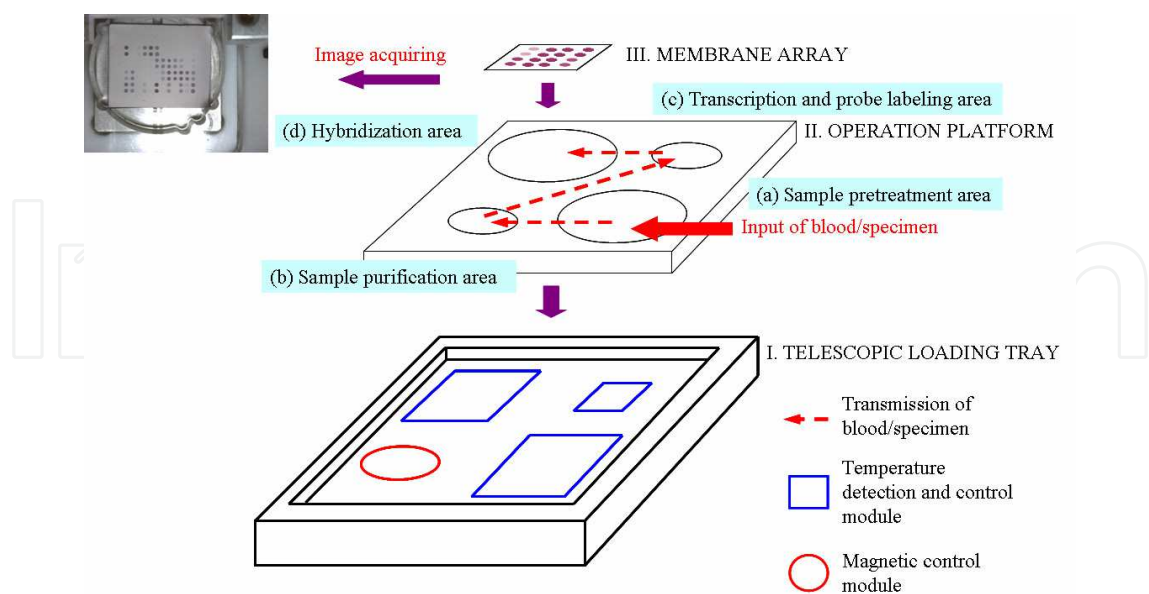 Image acquiring
III. MEMBRANE ARRAY
(c) Transcription and probe labeling area
(d) Hybridization area
II. OPERATION PLATFORM
(a) Sample pretreatment area
Input of blood/specimen
(b) Sample purification area
I. TELESCOPIC LOADING TRAY
Transmission of
blood/specimen
Temperature
detection and control
module
Magnetic control
module